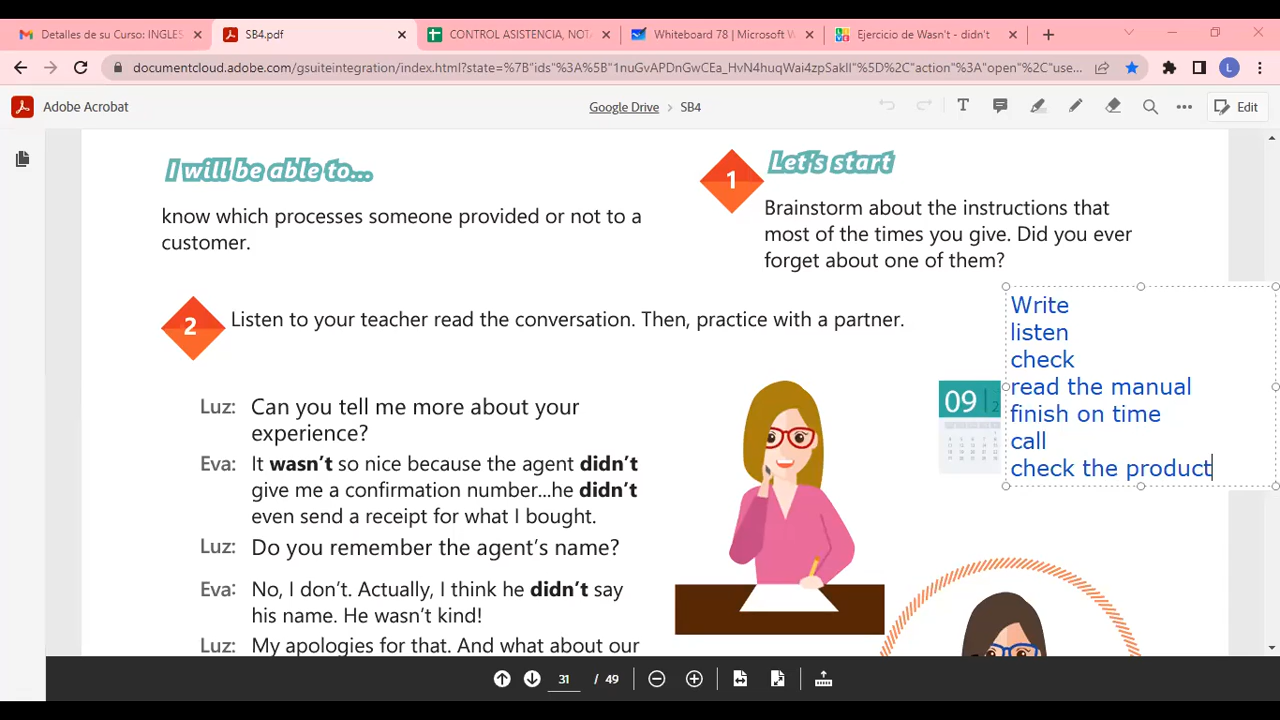 Detalles de su Curso: INGLES
SB4.pdf
CONTROL ASISTENCIA, NOTA
Whiteboard 78 | Microsoft W
Ejercicio de Wasn't - didn't
documentcloud.adobe.com/gsuiteintegration/index.html?state=%7B"ids"%3A%5B"1nuGvAPDnGwCEa_HvN4huqWai4zpSakll"%5D%2C"action"%3A"open"%2C"use...
L
Adobe Acrobat
Google Drive > SB4
T
Edit
I will be able to...
know which processes someone provided or not to a
customer.
1
Let's start
Brainstorm about the instructions that
most of the times you give. Did you ever
forget about one of them?
2
Listen to your teacher read the conversation. Then, practice with a partner.
Write
listen
check
read the manual
finish on time
call
check the product
09
Luz: Can you tell me more about your
experience?
Eva: It wasn't so nice because the agent didn't
give me a confirmation number...he didn't
even send a receipt for what I bought.
Luz: Do you remember the agent's name?
Eva: No, I don't. Actually, I think he didn't say
his name. He wasn't kind!
Luz: My apologies for that. And what about our
31 / 49